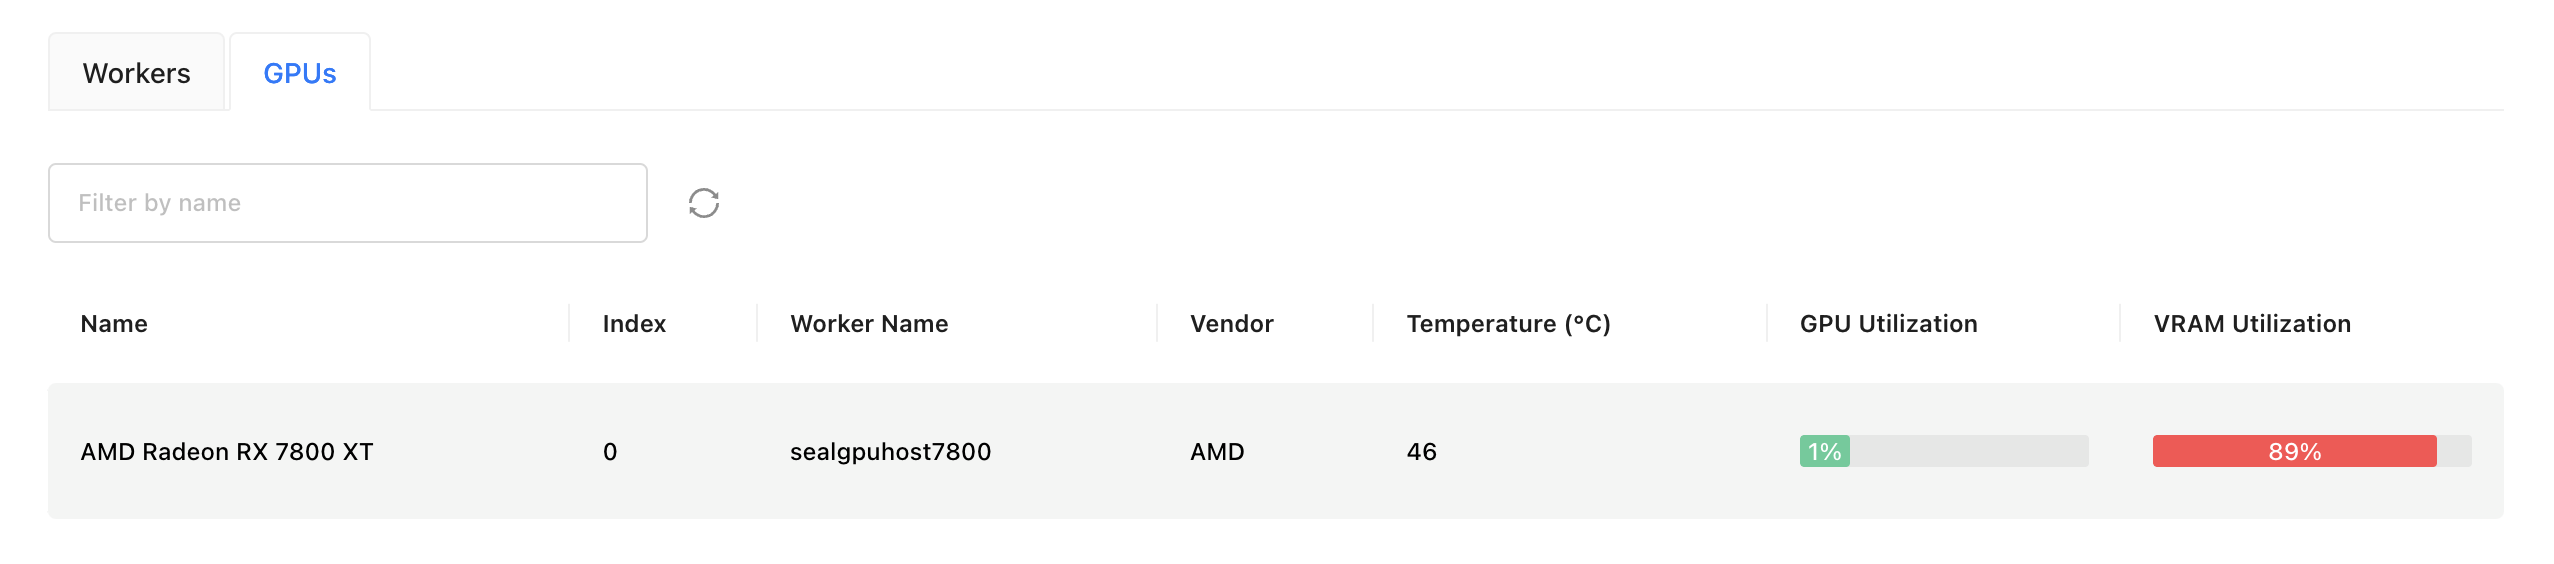 Workers GPUs
Filter by name
Name Index Worker Name Vendor Temperature (°C) GPU Utilization VRAM Utilization
AMD Radeon RX 7800 XT 0 sealgpuhost7800 AMD 46 1% 89%